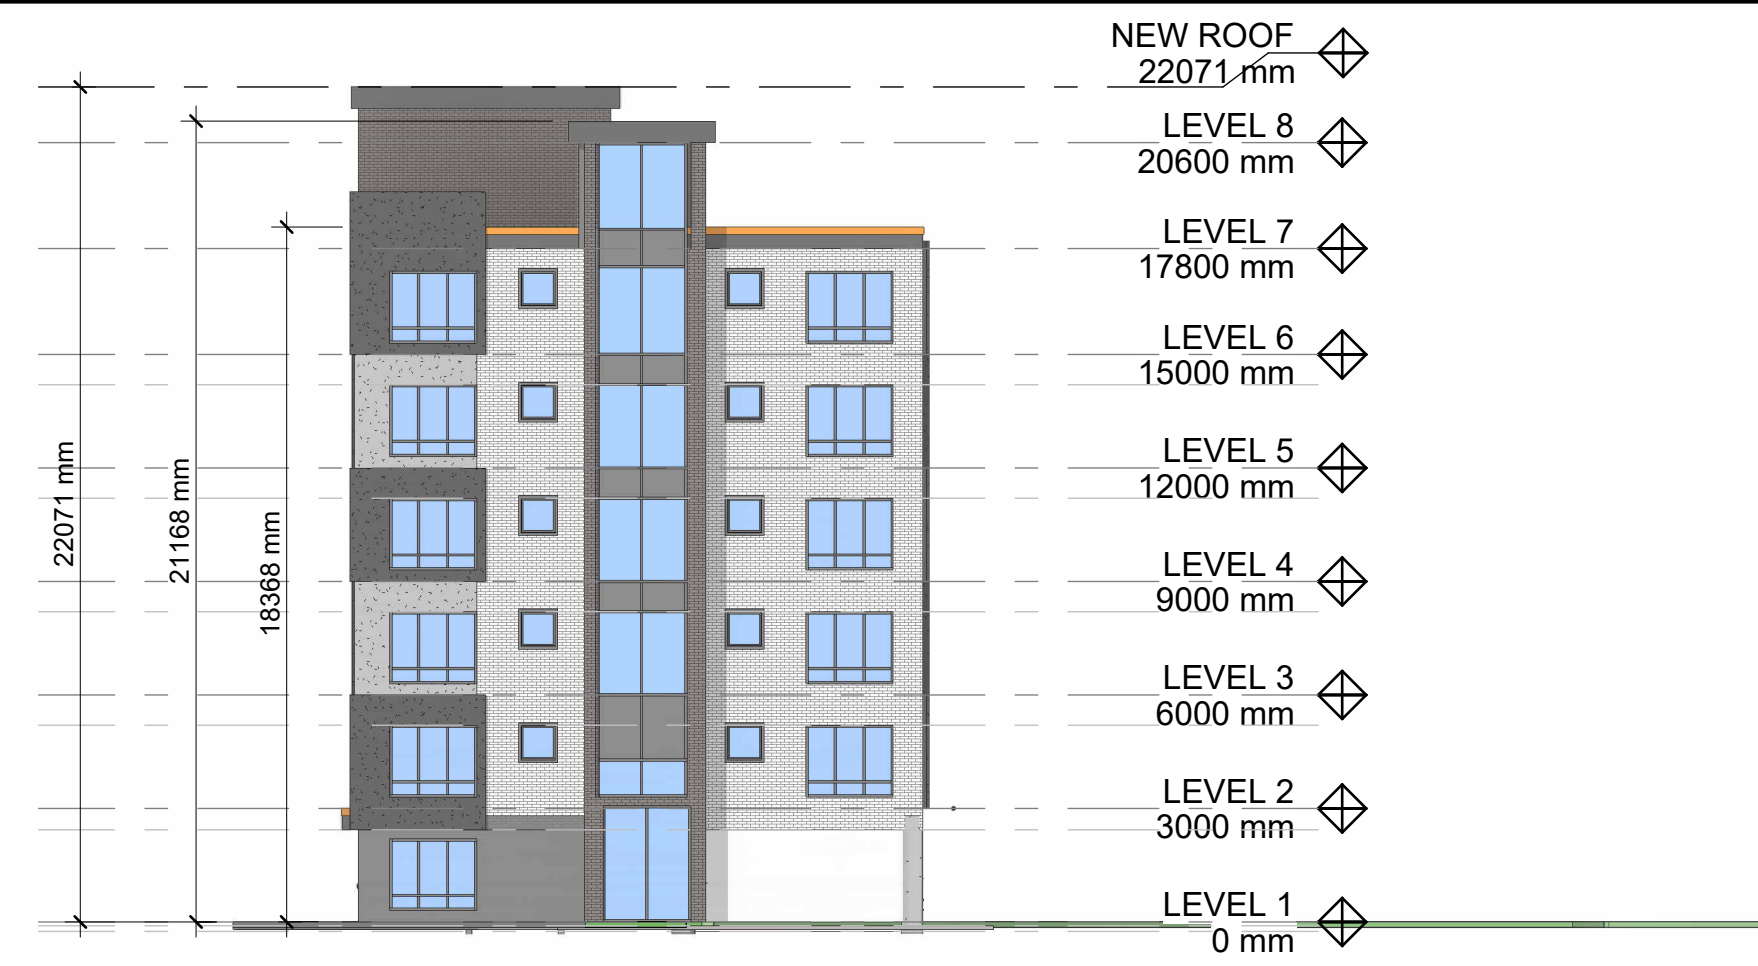 NEW ROOF
22071 mm
LEVEL 8
20600 mm
LEVEL 7
17800 mm
LEVEL 6
15000 mm
LEVEL 5
12000 mm
LEVEL 4
9000 mm
LEVEL 3
6000 mm
LEVEL 2
3000 mm
LEVEL 1
0 mm
22071 mm
21168 mm
18368 mm